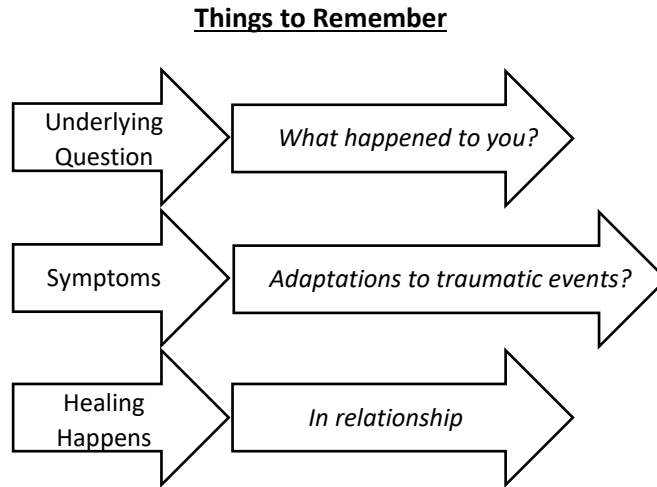 Things to Remember
Underlying
Question
What happened to you?
Symptoms
Adaptations to traumatic events?
Healing
Happens
In relationship